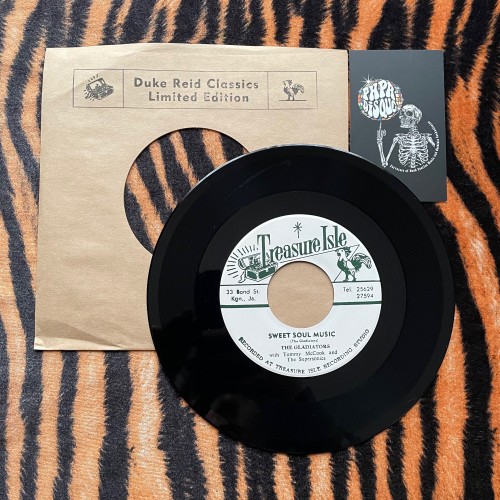 Duke Reid Classics
Limited Edition
PAPA
DISQUES
Treasure Isle
33 Bond St.
Kgn., Ja.
Tel. 25629
27594
SWEET SOUL MUSIC
(The Gladiators)
THE GLADIATORS
with Tommy McCook and
The Supersonics
RECORDED AT TREASURE ISLE RECORDING STUDIO